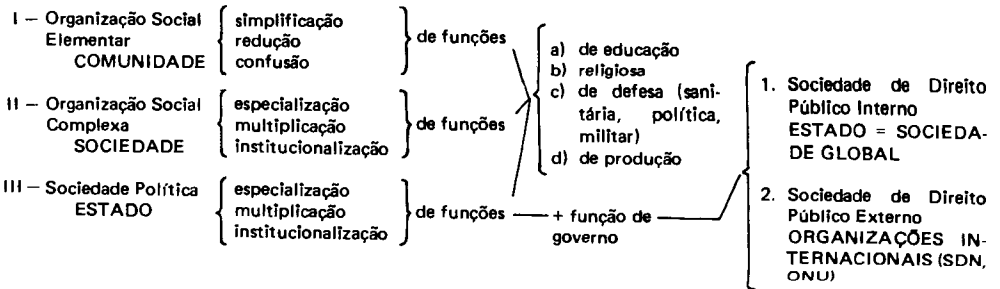 I – Organização Social
Elementar
COMUNIDADE
simplificação
redução
confusão
de funções
II – Organização Social
Complexa
SOCIEDADE
especialização
multiplicação
institucionalização
de funções
III – Sociedade Política
ESTADO
especialização
multiplicação
institucionalização
de funções
+ função de
governo
a) de educação
b) religiosa
c) de defesa (sani-
tária, política,
militar)
d) de produção
1. Sociedade de Direito
Público Interno
ESTADO = SOCIEDA-
DE GLOBAL
2. Sociedade de Direito
Público Externo
ORGANIZAÇÕES IN-
TERNACIONAIS (SDN,
ONU)